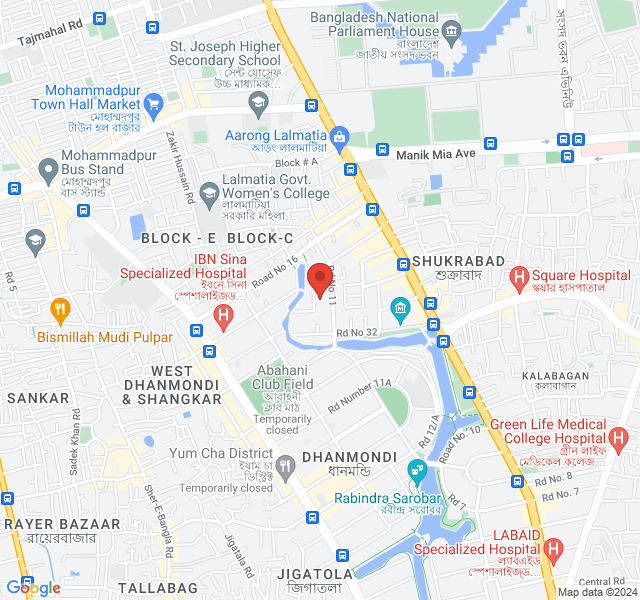 Tajmahal Rd
Bangladesh National
Parliament House
বাংলাদেশ
জাতীয় সংসদ ভবন
সংসদ ভবন এভিনিউ
St. Joseph Higher
Secondary School
সেন্ট যোসেফ
উচ্চ মাধ্যমিক...
Mohammadpur
Town Hall Market
মোহাম্মদপুর
টাউন হল বাজার
Aarong Lalmatia
আড়ং লালমাটিয়া
Manik Mia Ave
Block # A
Zakir Hussain Rd
Mohammadpur
Bus Stand
মোহাম্মদপুর
বাস স্ট্যান্ড
Lalmatia Govt.
Women's College
লালমাটিয়া
সরকারি মহিলা...
BLOCK - E
BLOCK-C
Road No 16
IBN Sina
Specialized Hospital
ইবনে সিনা
স্পেশালাইজড...
Rd No 11
SHUKRABAD
শুক্রাবাদ
Square Hospital
স্কয়ার হাসপাতাল
Rd 5
Bismillah Mudi Pulpar
Rd No 32
WEST
DHANMONDI
& SHANGKAR
Abahani
Club Field
আবাহনী
ক্লাব মাঠ
Temporarily
closed
Rd Number 11A
KALABAGAN
কলাবাগান
SANKAR
Sadek Khan Rd
Green Life Medical
College Hospital
গ্রীন লাইফ
মেডিকেল কলেজ...
Rd 12/A
Road No. 10
Yum Cha District
ইয়াম চা
ডিস্ট্রিক্ট
Temporarily closed
DHANMONDI
ধানমন্ডি
Rabindra Sarobar
রবীন্দ্র সরোবর
Rd 7
Rd No. 8
Rd No. 7
Sher-E-Bangla Rd
RAYER BAZAAR
রায়েরবাজার
Jigatala Rd
LABAID
Specialized Hospital
ল্যাবএইড
স্পেশালাইজড...
JIGATOLA
জিগাতলা
TALLABAG
Central Rd
Google
Map data ©2024